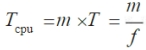 T_cpu = m × T = m/f